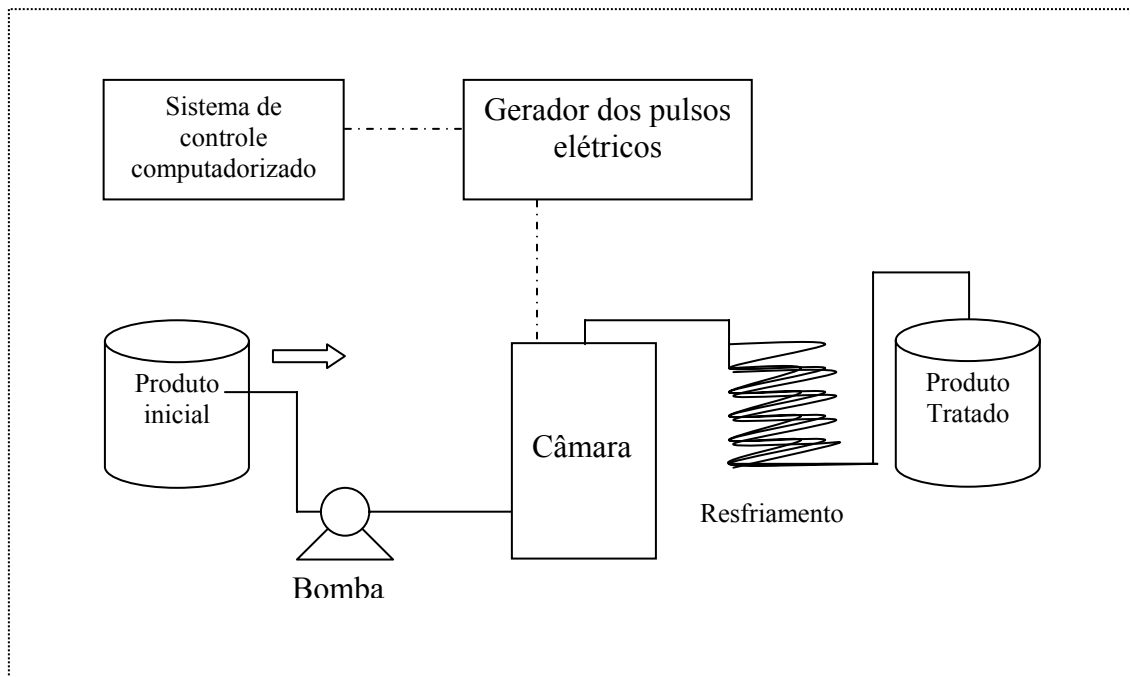 Sistema de
controle
computadorizado
Gerador dos pulsos
elétricos
Produto
inicial
Câmara
Produto
Tratado
Resfriamento
Bomba